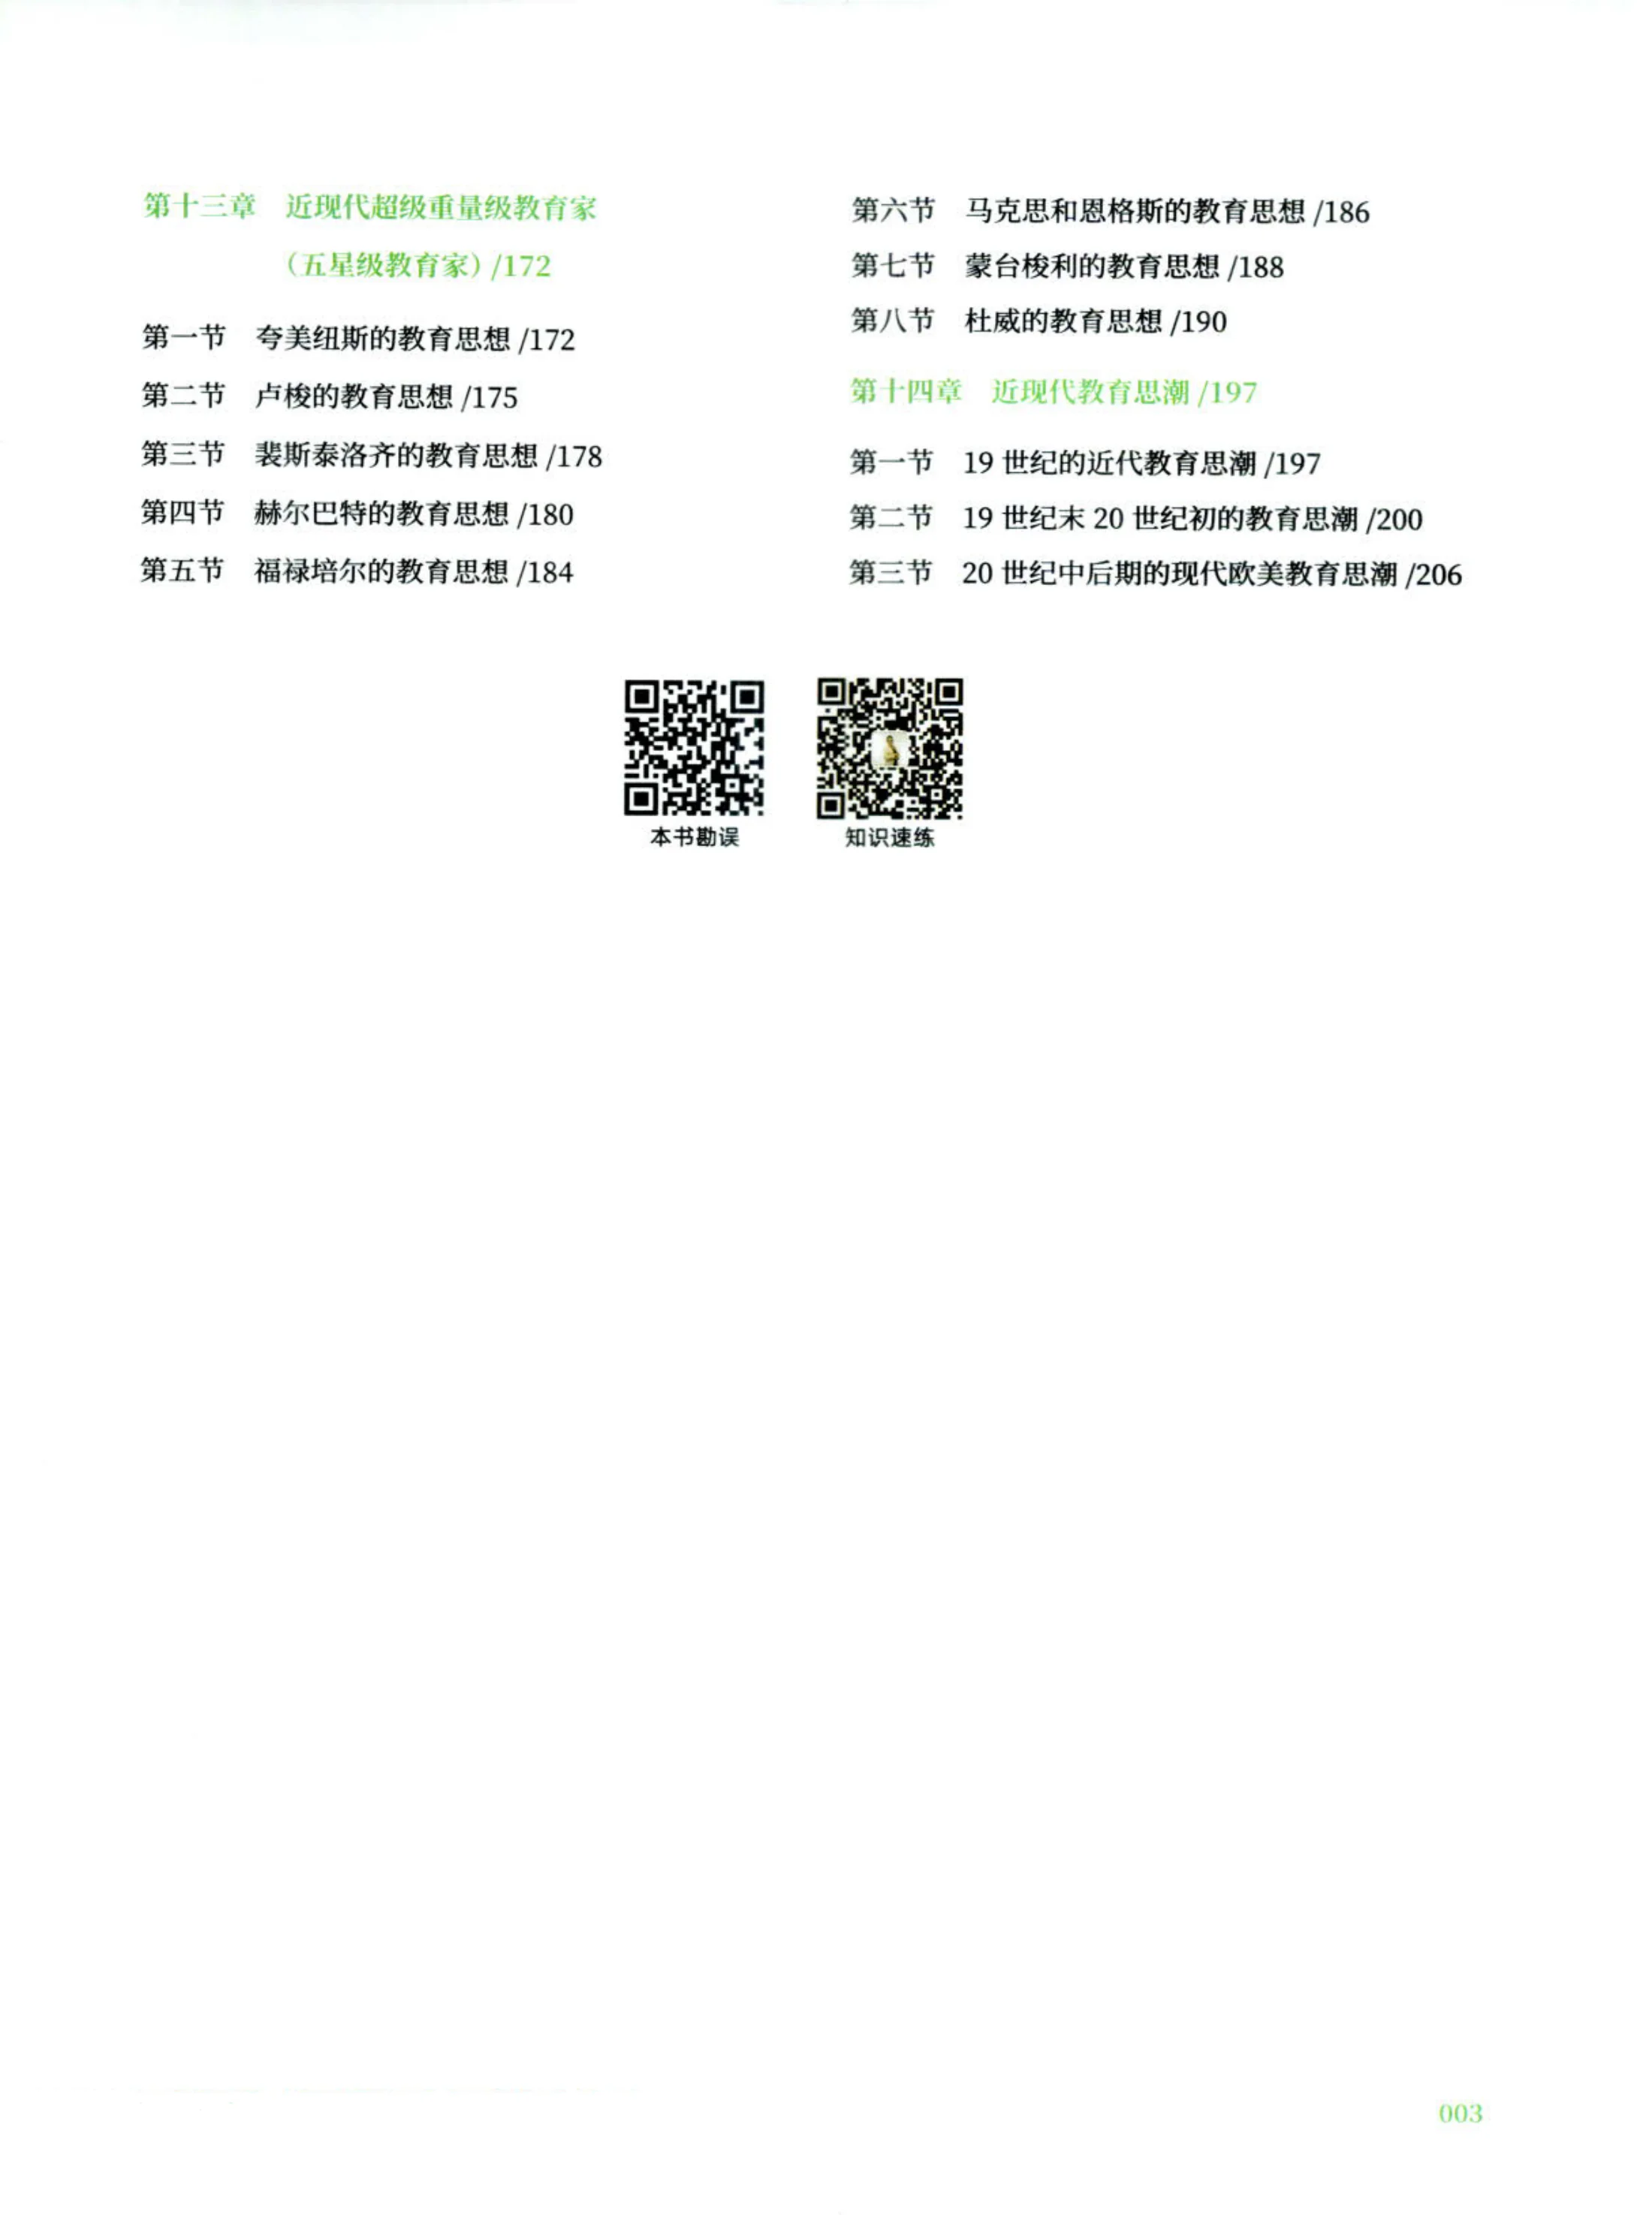 第十三章 近现代超级重量级教育家
（五星级教育家）/172
第一节 夸美纽斯的教育思想 /172
第二节 卢梭的教育思想 /175
第三节 裴斯泰洛齐的教育思想 /178
第四节 赫尔巴特的教育思想 /180
第五节 福禄培尔的教育思想 /184
第六节 马克思和恩格斯的教育思想 /186
第七节 蒙台梭利的教育思想 /188
第八节 杜威的教育思想 /190
第十四章 近现代教育思潮 /197
第一节 19 世纪的近代教育思潮 /197
第二节 19 世纪末 20 世纪初的教育思潮 /200
第三节 20 世纪中后期的现代欧美教育思潮 /206
本书勘误
知识速练
003